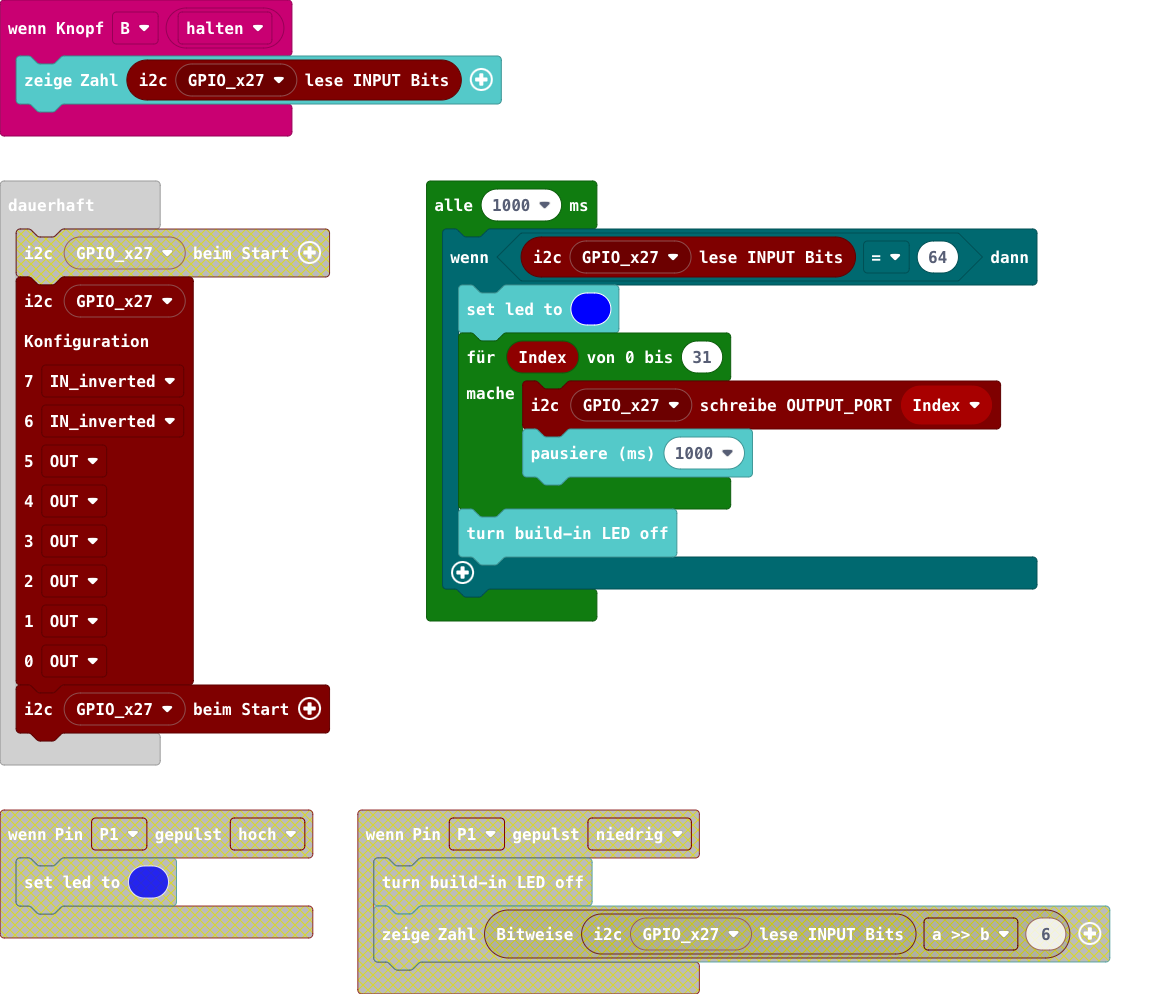 wenn Knopf B halten
zeige Zahl i2c GPIO_x27 lese INPUT Bits
dauerhaft
i2c GPIO_x27 beim Start
i2c GPIO_x27
Konfiguration
7 IN_inverted
6 IN_inverted
5 OUT
4 OUT
3 OUT
2 OUT
1 OUT
0 OUT
i2c GPIO_x27 beim Start
alle 1000 ms
wenn i2c GPIO_x27 lese INPUT Bits = 64 dann
set led to
für Index von 0 bis 31
mache i2c GPIO_x27 schreibe OUTPUT_PORT Index
pausiere (ms) 1000
turn build-in LED off
wenn Pin P1 gepulst hoch
set led to
wenn Pin P1 gepulst niedrig
turn build-in LED off
zeige Zahl Bitweise i2c GPIO_x27 lese INPUT Bits a >> b 6